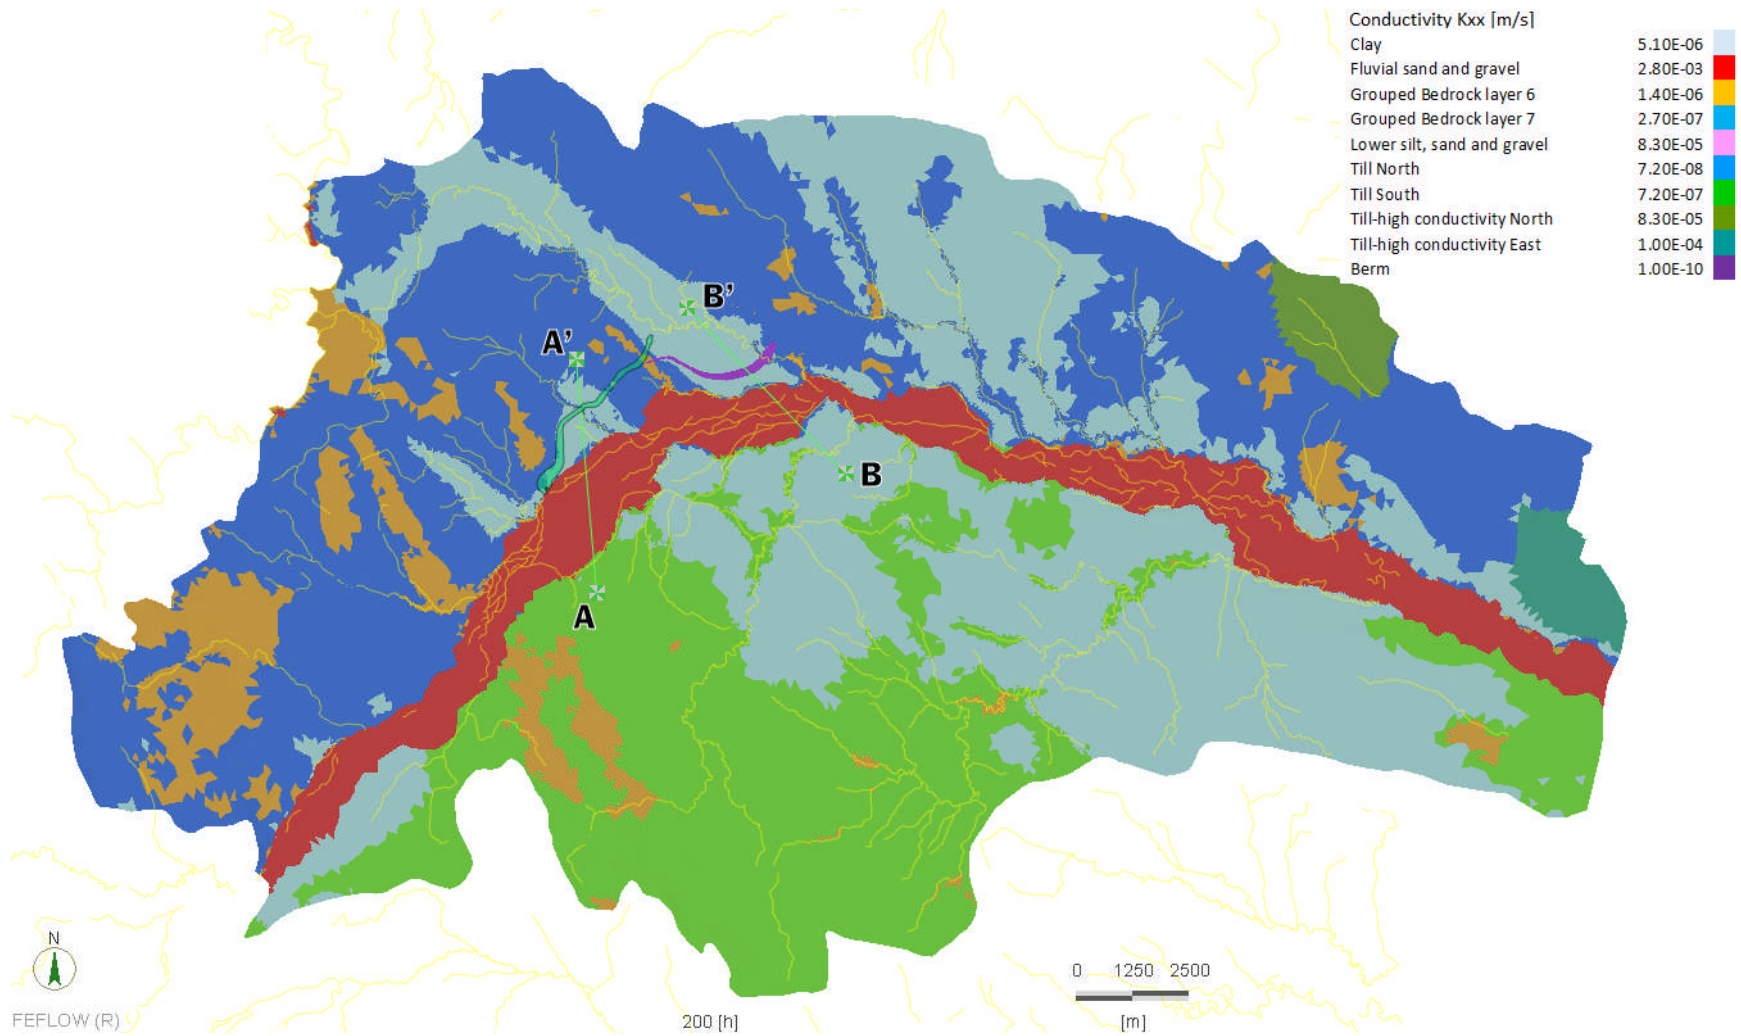 Conductivity Kxx [m/s]
Clay 5.10E-06
Fluvial sand and gravel 2.80E-03
Grouped Bedrock layer 6 1.40E-06
Grouped Bedrock layer 7 2.70E-07
Lower silt, sand and gravel 8.30E-05
Till North 7.20E-08
Till South 7.20E-07
Till-high conductivity North 8.30E-05
Till-high conductivity East 1.00E-04
Berm 1.00E-10
B'
A'
B
A
N
0 1250 2500
FEFLOW (R)
200 [h]
[m]